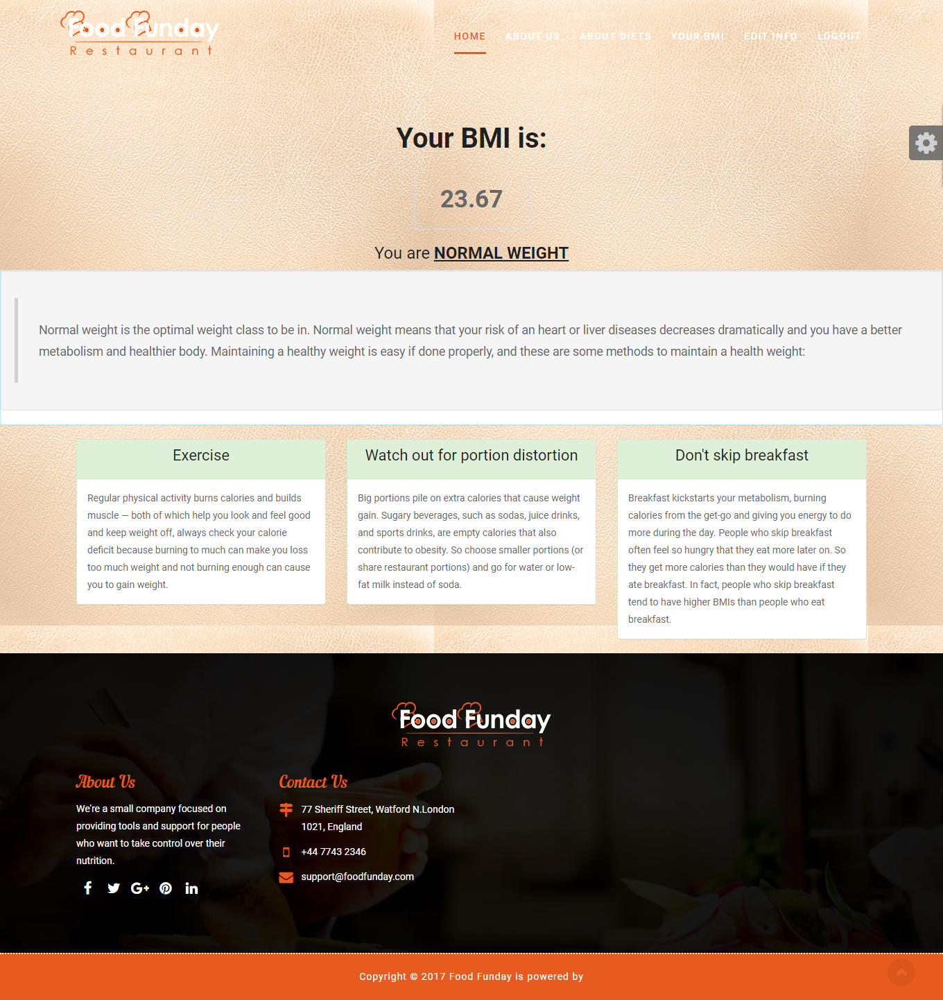 Food Funday
Restaurant
HOME ABOUT US ABOUT DIETS YOUR BMI EDIT INFO LOGOUT
Your BMI is:
23.67
You are NORMAL WEIGHT
Normal weight is the optimal weight class to be in. Normal weight means that your risk of an heart or liver diseases decreases dramatically and you have a better
metabolism and healthier body. Maintaining a healthy weight is easy if done properly, and these are some methods to maintain a health weight:
Exercise
Regular physical activity burns calories and builds
muscle — both of which help you look and feel good
and keep weight off, always check your calorie
deficit because burning to much can make you loss
too much weight and not burning enough can cause
you to gain weight.
Watch out for portion distortion
Big portions pile on extra calories that cause weight
gain. Sugary beverages, such as sodas, juice drinks,
and sports drinks, are empty calories that also
contribute to obesity. So choose smaller portions (or
share restaurant portions) and go for water or low-
fat milk instead of soda.
Don't skip breakfast
Breakfast kickstarts your metabolism, burning
calories from the get-go and giving you energy to do
more during the day. People who skip breakfast
often feel so hungry that they eat more later on. So
they get more calories than they would have if they
ate breakfast. In fact, people who skip breakfast
tend to have higher BMIs than people who eat
breakfast.
Food Funday
Restaurant
About Us
We're a small company focused on
providing tools and support for people
who want to take control over their
nutrition.
Contact Us
77 Sheriff Street, Watford N.London
1021, England
+44 7743 2346
support@foodfunday.com
Copyright © 2017 Food Funday is powered by